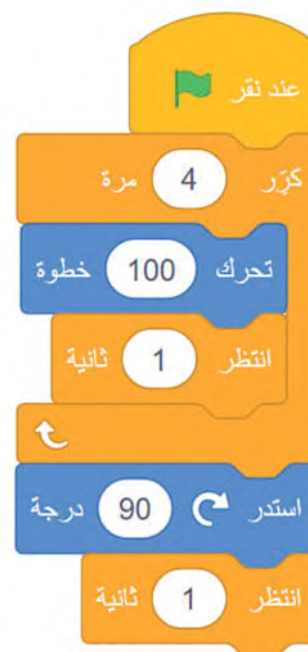 عند نقر
كرّر 4 مرة
تحرك 100 خطوة
انتظر 1 ثانية
استدر 90 درجة
انتظر 1 ثانية